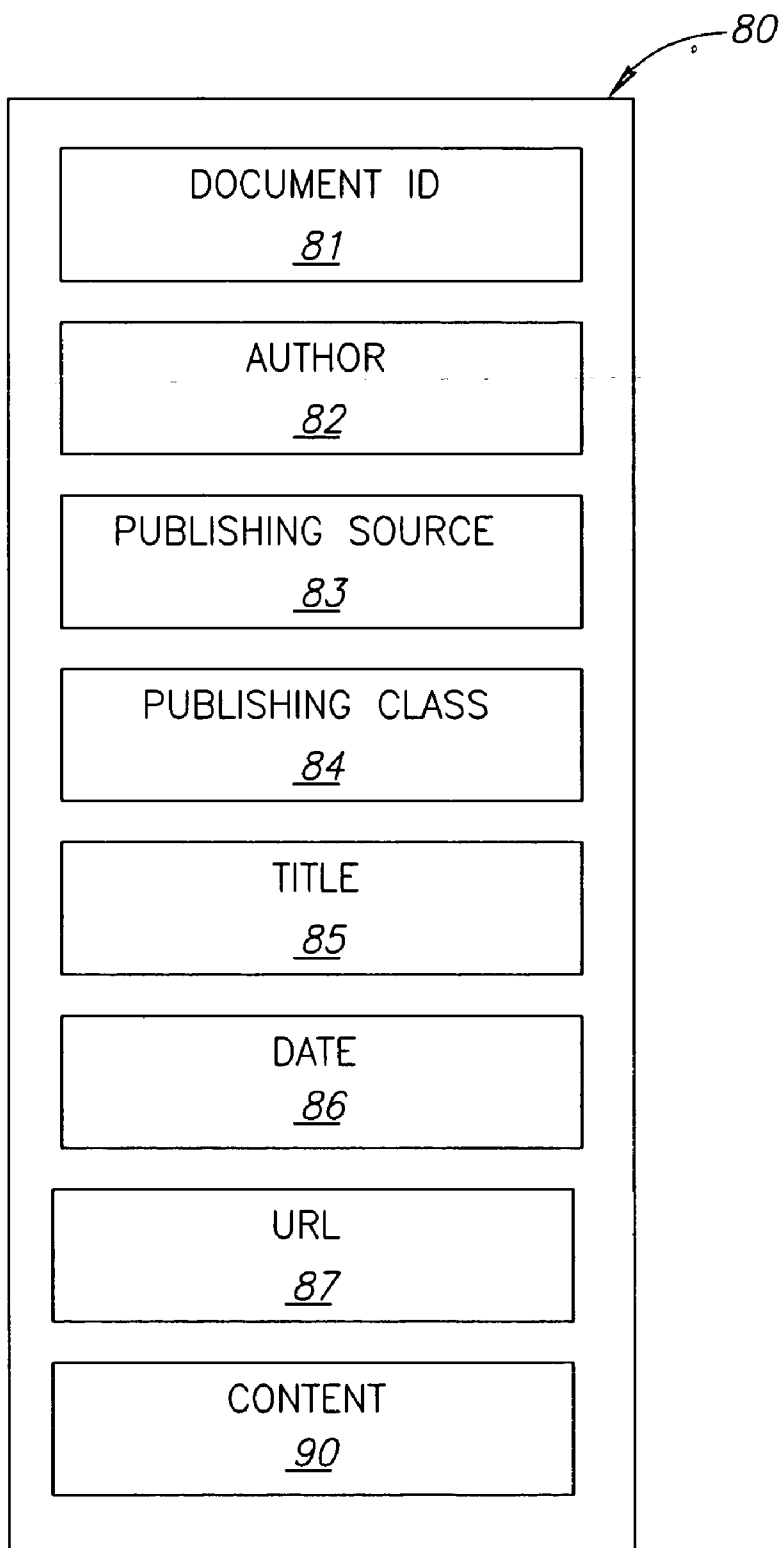 80
DOCUMENT ID
81
AUTHOR
82
PUBLISHING SOURCE
83
PUBLISHING CLASS
84
TITLE
85
DATE
86
URL
87
CONTENT
90